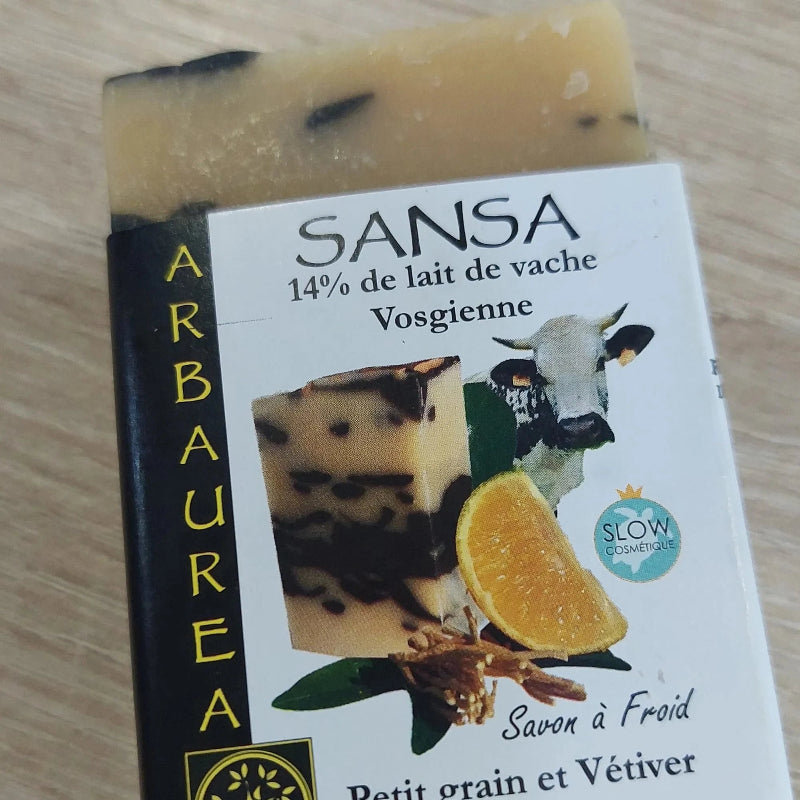 SANSA
14% de lait de vache
Vosgienne
ARBAUREA
SLOW
COSMÉTIQUE
Savon à Froid
Petit grain et Vétiver